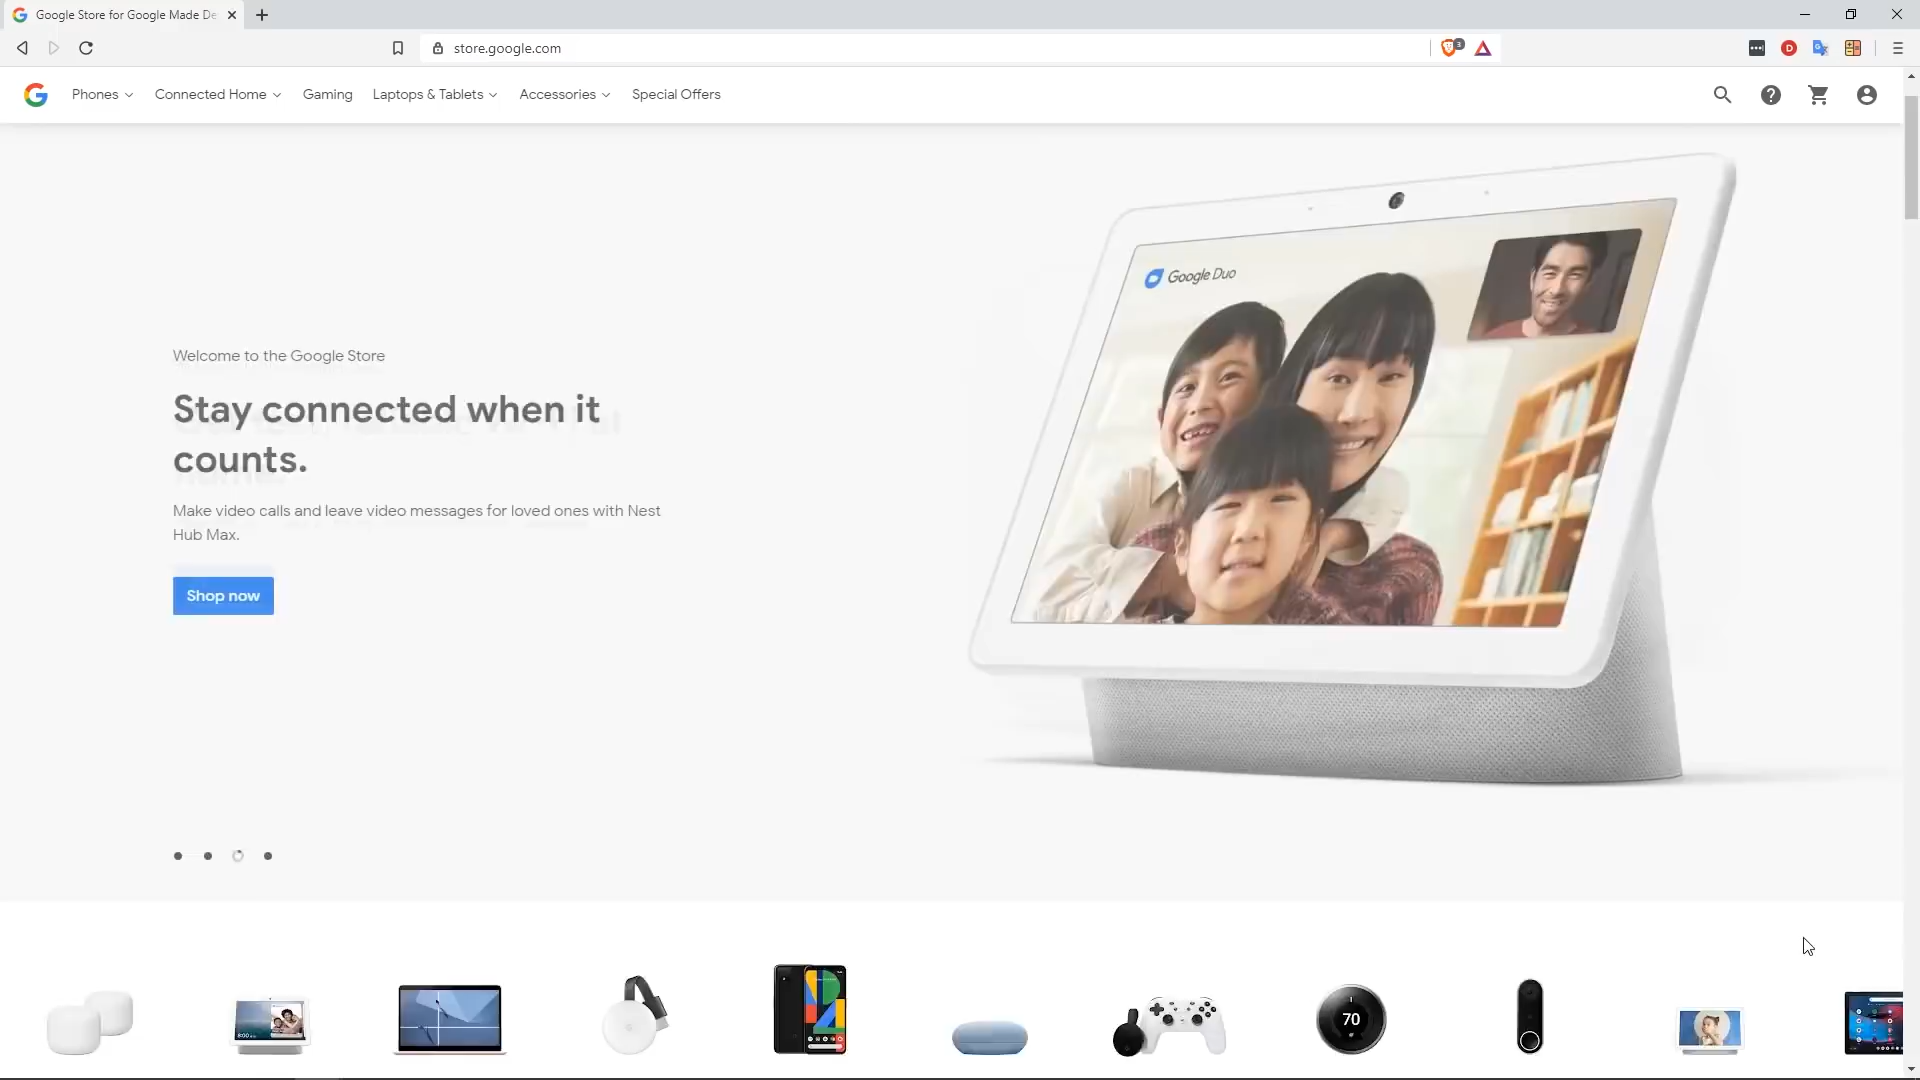 Google Store for Google Made De
store.google.com
3
D
Phones
Connected Home
Gaming
Laptops & Tablets
Accessories
Special Offers
Google Duo
Welcome to the Google Store
Stay connected when it
counts.
Make video calls and leave video messages for loved ones with Nest
Hub Max.
Shop now
70